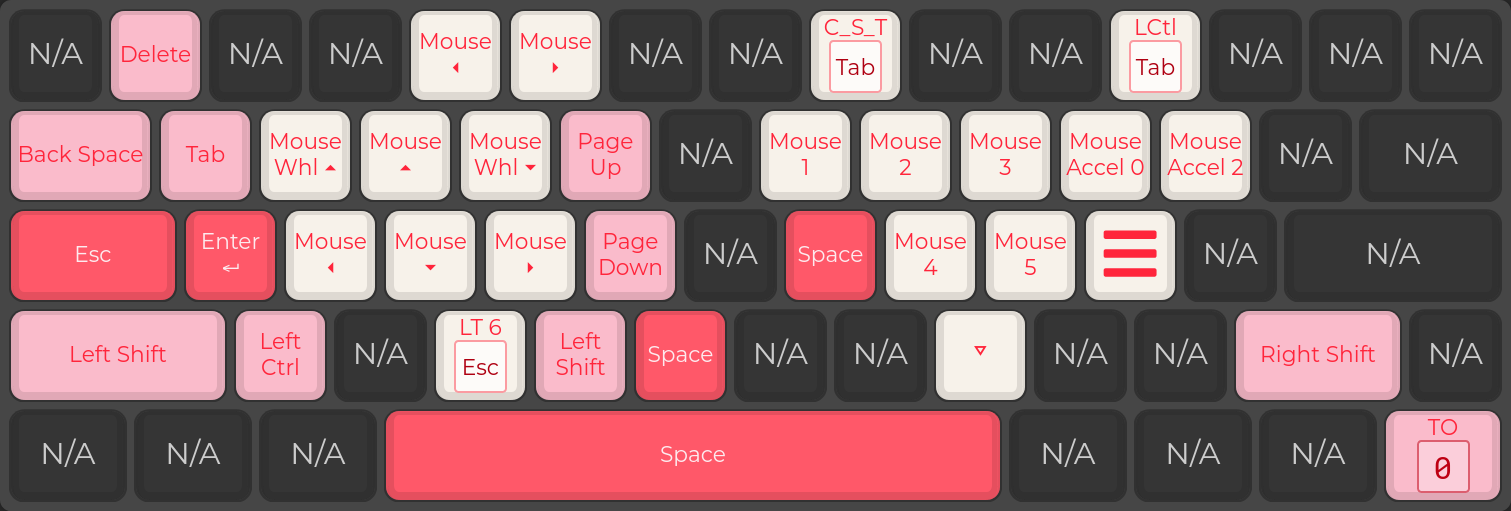 N/A Delete N/A N/A Mouse ◂ Mouse ▸ N/A N/A C_S_T Tab N/A N/A LCtl Tab N/A N/A N/A
Back Space Tab Mouse Whl ▴ Mouse ▴ Mouse Whl ▾ Page Up N/A Mouse 1 Mouse 2 Mouse 3 Mouse Accel 0 Mouse Accel 2 N/A N/A
Esc Enter ↵ Mouse ◂ Mouse ▾ Mouse ▸ Page Down N/A Space Mouse 4 Mouse 5 N/A N/A
Left Shift Left Ctrl N/A LT 6 Esc Left Shift Space N/A N/A ▽ N/A N/A Right Shift N/A
N/A N/A N/A Space N/A N/A N/A TO 0